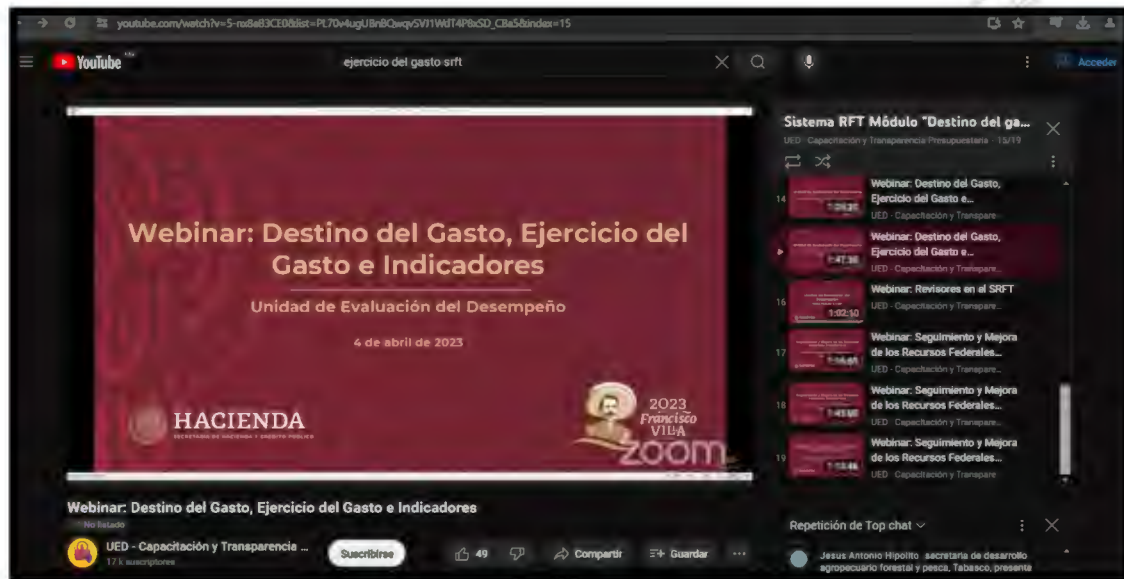 youtube.com/watch?v=5-nx8aB3CE0&list=PL70v4ugUBnBQwqvSVJ1WdT4P8xSD_CBa5&index=15
YouTube
ejercicio del gasto srft
Acceder
Webinar: Destino del Gasto, Ejercicio del
Gasto e Indicadores
Unidad de Evaluación del Desempeño
4 de abril de 2023
HACIENDA
SECRETARÍA DE HACIENDA Y CRÉDITO PÚBLICO
2023
Francisco
VILLA
zoom
Webinar: Destino del Gasto, Ejercicio del Gasto e Indicadores
No listado
UED - Capacitación y Transparencia ...
17 k suscriptores
Suscribirse
49
Compartir
Guardar
Sistema RFT Módulo "Destino del ga...
UED - Capacitación y Transparencia Presupuestaria - 15/19
14
Webinar: Destino del Gasto,
Ejercicio del Gasto e...
UED - Capacitación y Transpare...
Webinar: Destino del Gasto,
Ejercicio del Gasto e...
UED - Capacitación y Transpare...
16
1:02:10
Webinar: Revisores en el SRFT
UED - Capacitación y Transpare...
17
Webinar: Seguimiento y Mejora
de los Recursos Federales...
UED - Capacitación y Transpare...
18
Webinar: Seguimiento y Mejora
de los Recursos Federales...
UED - Capacitación y Transpare...
19
Webinar: Seguimiento y Mejora
de los Recursos Federales...
UED - Capacitación y Transpare...
Repetición de Top chat
Jesus Antonio Hipolito secretaria de desarrollo
agropecuario forestal y pesca, Tabasco, presente